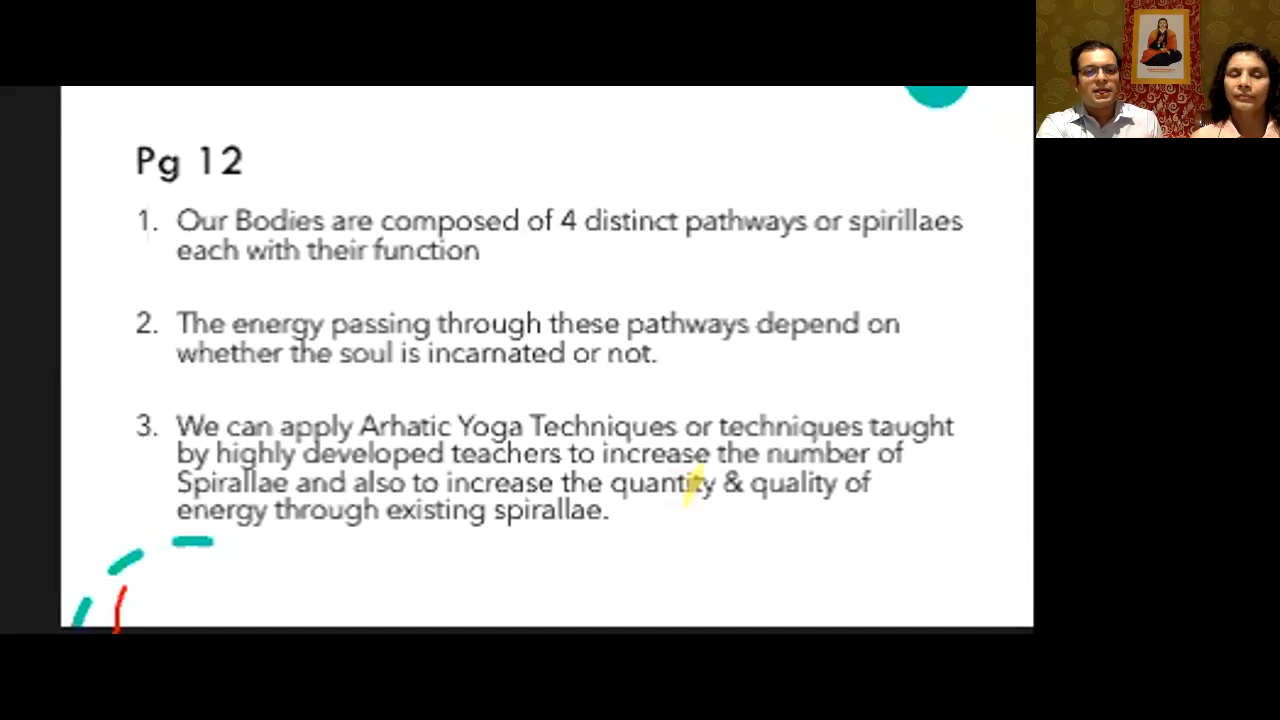 Pg 12
1. Our Bodies are composed of 4 distinct pathways or spirillaes
each with their function
2. The energy passing through these pathways depend on
whether the soul is incarnated or not.
3. We can apply Arhatic Yoga Techniques or techniques taught
by highly developed teachers to increase the number of
Spirallae and also to increase the quantity & quality of
energy through existing spirallae.